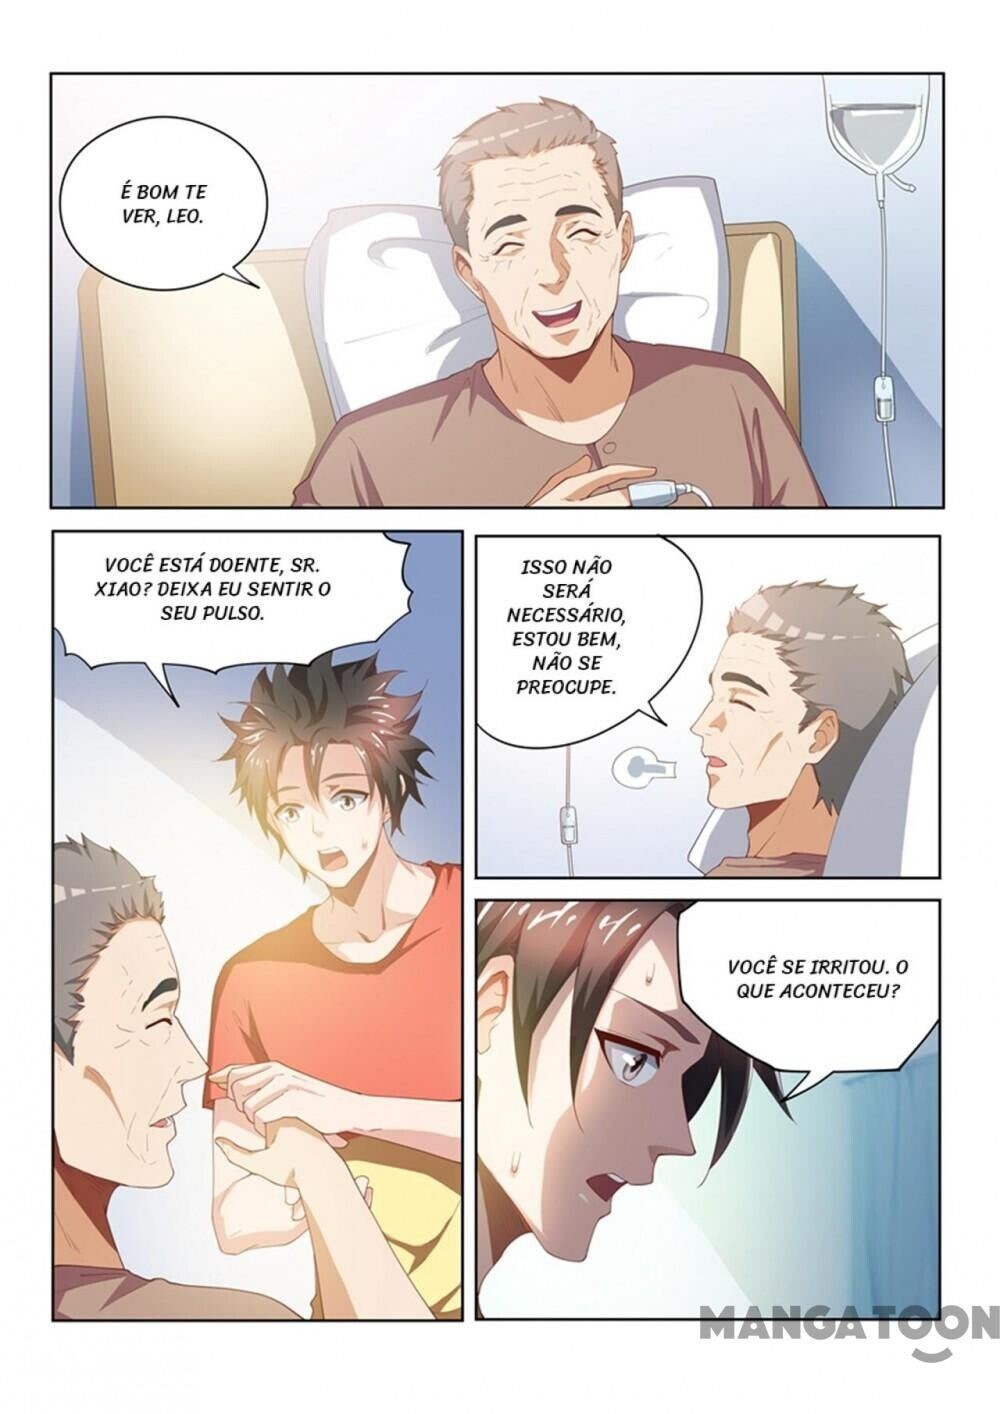 É BOM TE
VER, LEO.
VOCÊ ESTÁ DOENTE, SR.
XIAO? DEIXA EU SENTIR O
SEU PULSO.
ISSO NÃO
SERÁ
NECESSÁRIO,
ESTOU BEM,
NÃO SE
PREOCUPE.
VOCÊ SE IRRITOU. O
QUE ACONTECEU?
MANGATOON